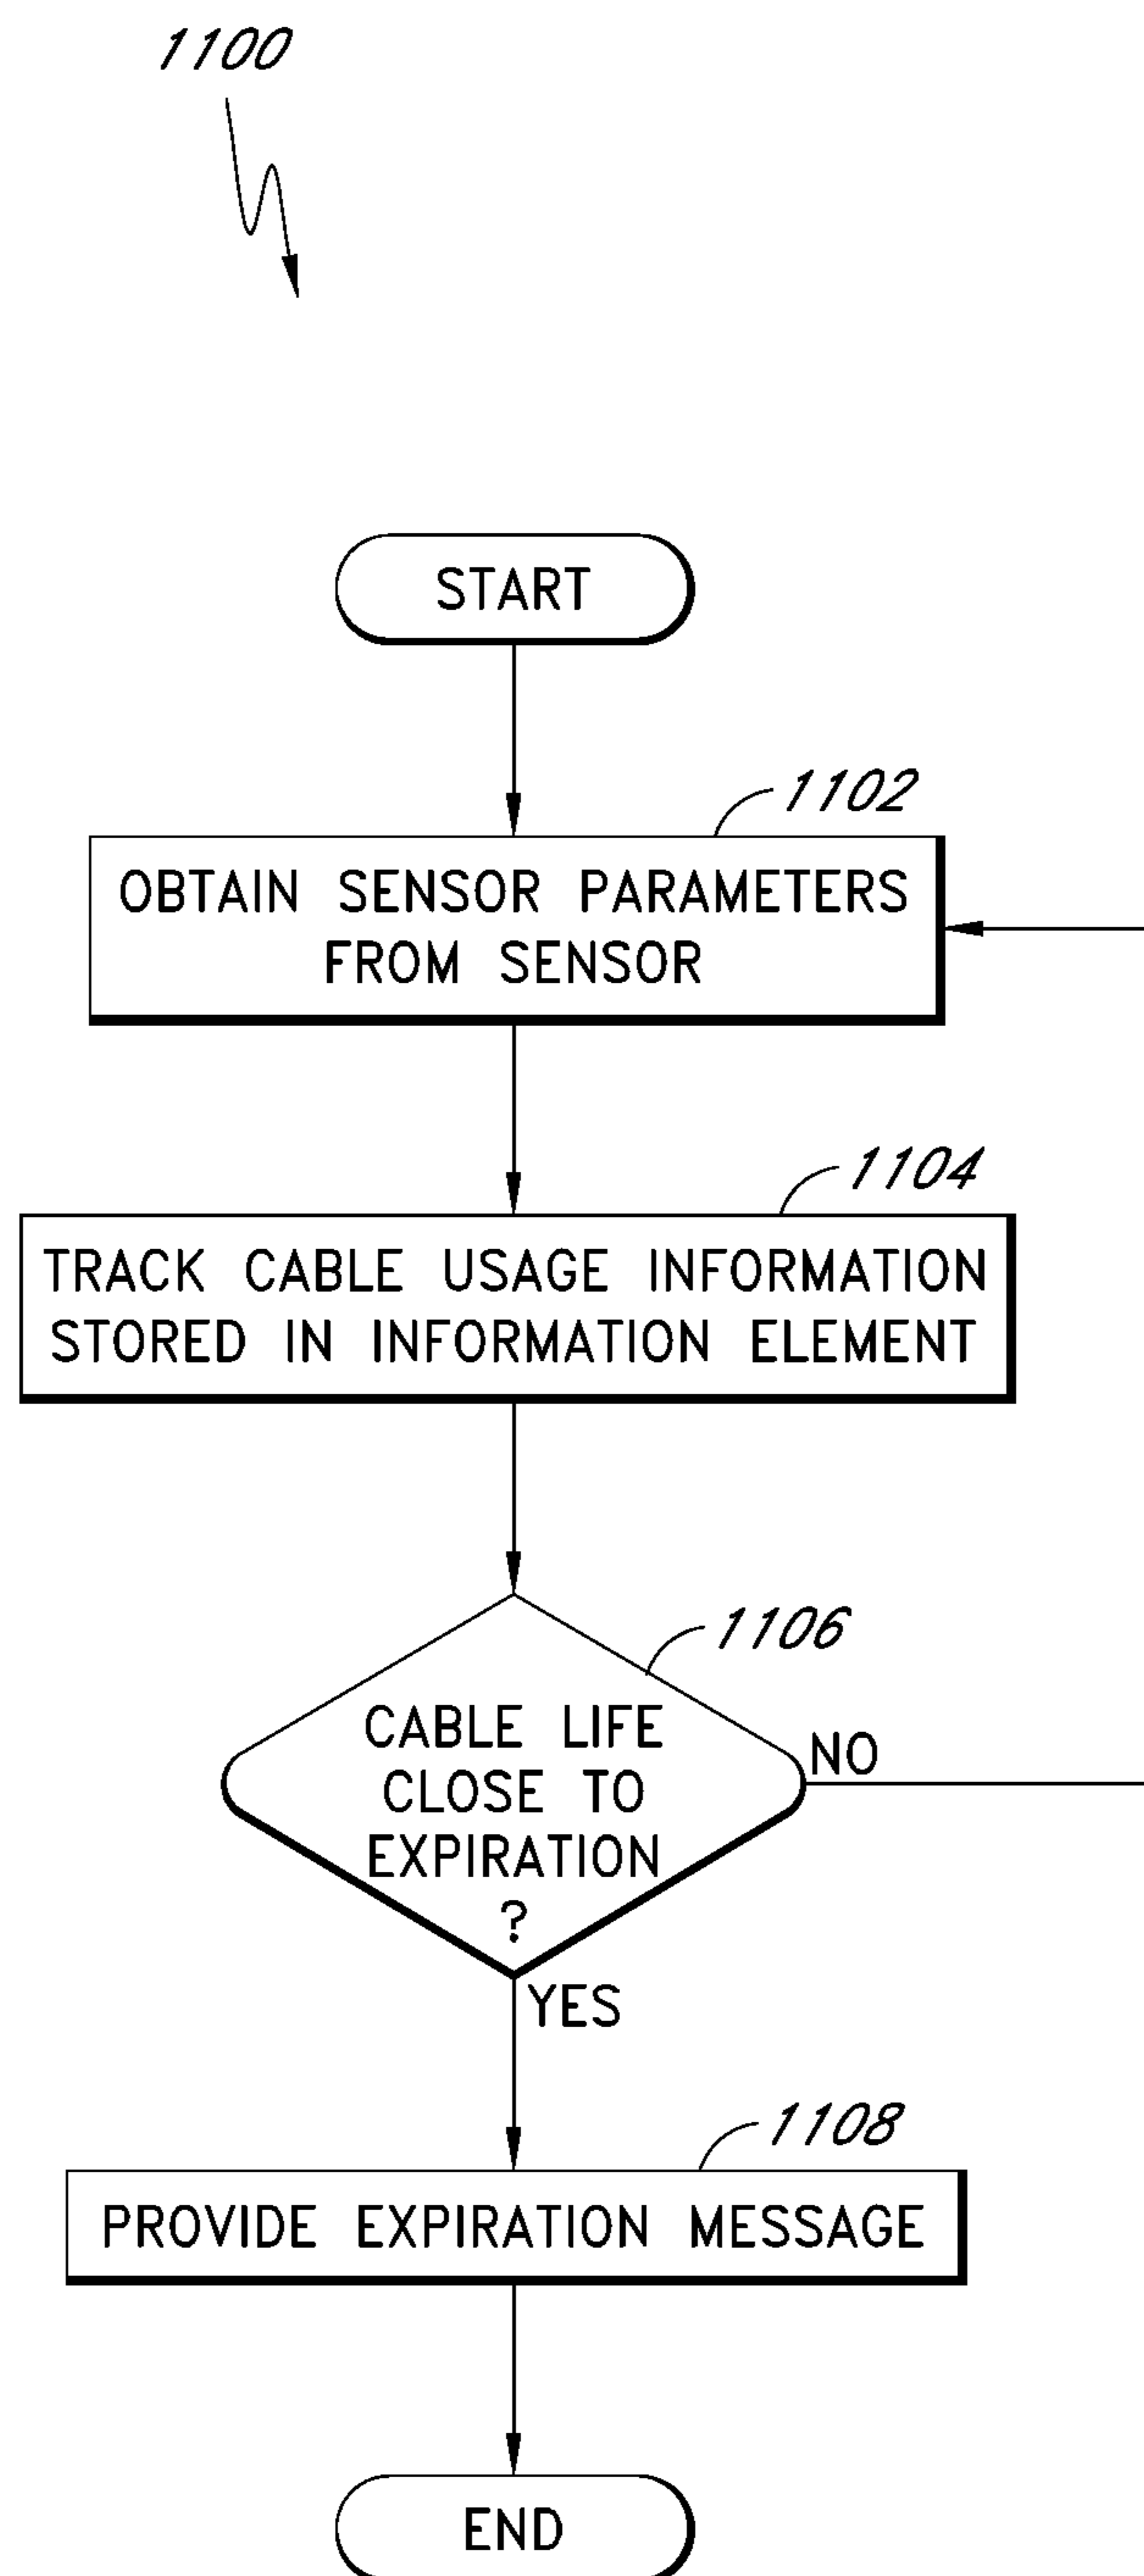 1100
START
1102
OBTAIN SENSOR PARAMETERS
FROM SENSOR
1104
TRACK CABLE USAGE INFORMATION
STORED IN INFORMATION ELEMENT
1106
CABLE LIFE
CLOSE TO
EXPIRATION
?
NO
YES
1108
PROVIDE EXPIRATION MESSAGE
END